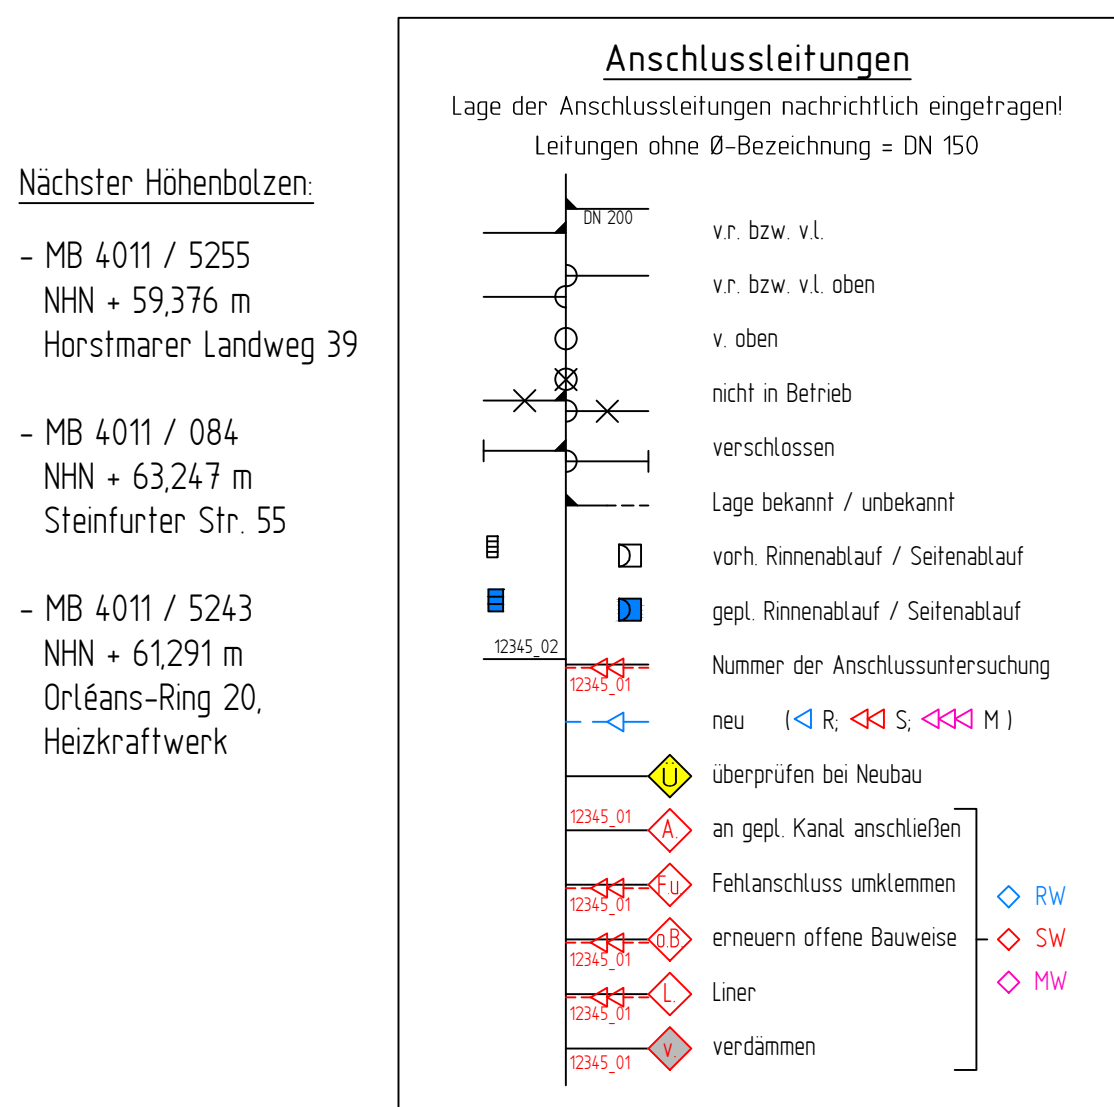 Nächster Höhenbolzen:
- MB 4011 / 5255
NHN + 59,376 m
Horstmarer Landweg 39
- MB 4011 / 084
NHN + 63,247 m
Steinfurter Str. 55
- MB 4011 / 5243
NHN + 61,291 m
Orléans-Ring 20,
Heizkraftwerk
Anschlussleitungen
Lage der Anschlussleitungen nachrichtlich eingetragen!
Leitungen ohne Ø-Bezeichnung = DN 150
DN 200
v.r. bzw. v.l.
v.r. bzw. v.l. oben
v. oben
nicht in Betrieb
verschlossen
Lage bekannt / unbekannt
vorh. Rinnenablauf / Seitenablauf
gepl. Rinnenablauf / Seitenablauf
12345_02
12345_01
Nummer der Anschlussuntersuchung
neu ( R; S; M )
Ü überprüfen bei Neubau
12345_01 A. an gepl. Kanal anschließen
12345_01 F.u. Fehlanschluss umklemmen
12345_01 o.B. erneuern offene Bauweise
12345_01 L. Liner
12345_01 v. verdämmen
RW
SW
MW